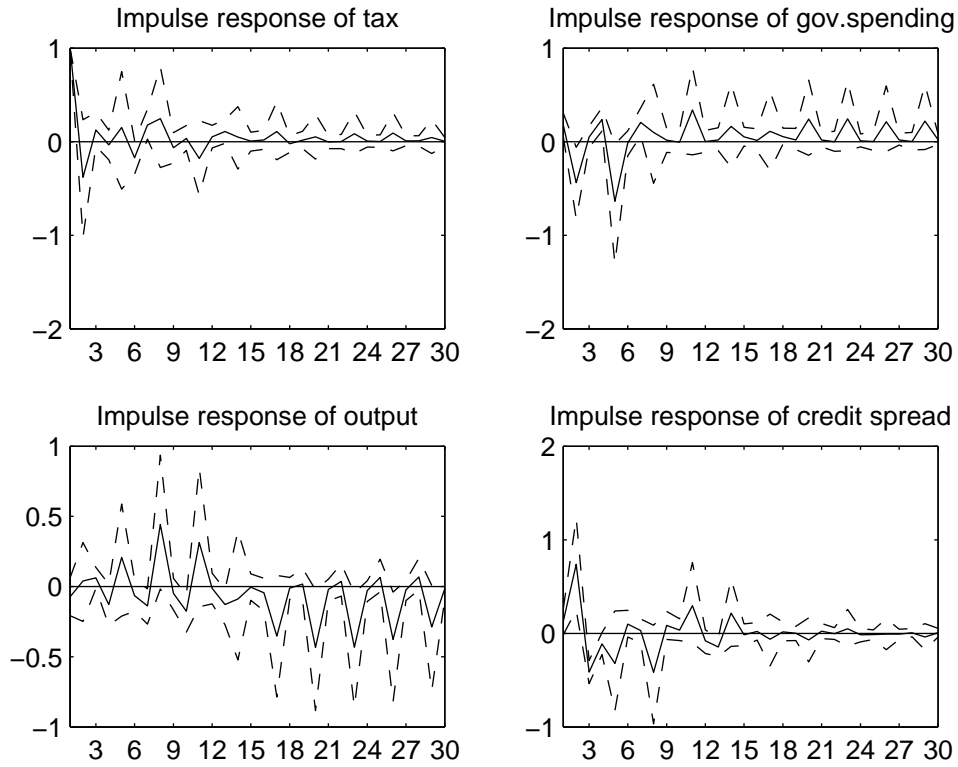 Impulse response of tax
1
0
−1
−2
3 6 9 12 15 18 21 24 27 30
Impulse response of gov.spending
1
0
−1
−2
3 6 9 12 15 18 21 24 27 30
Impulse response of output
1
0.5
0
−0.5
−1
3 6 9 12 15 18 21 24 27 30
Impulse response of credit spread
2
1
0
−1
3 6 9 12 15 18 21 24 27 30